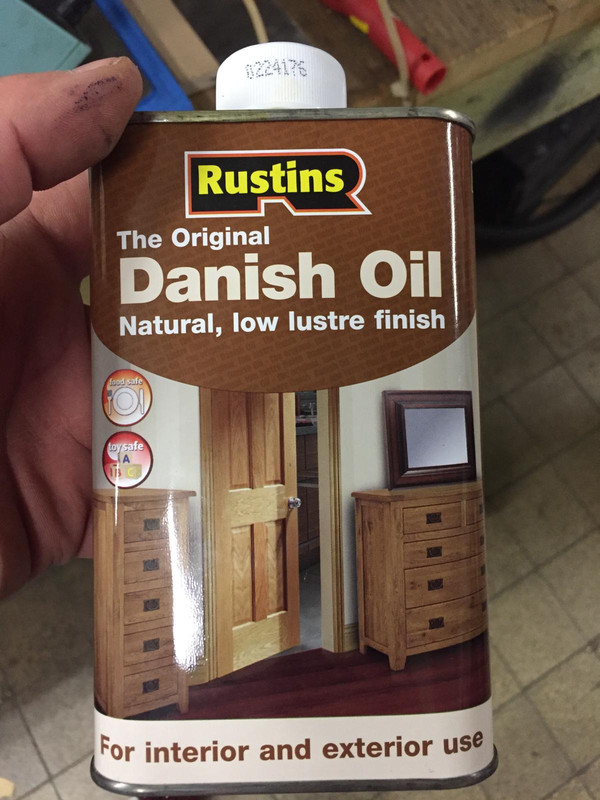 0224176
Rustins
The Original
Danish Oil
Natural, low lustre finish
food safe
toy safe
A
B C
For interior and exterior use